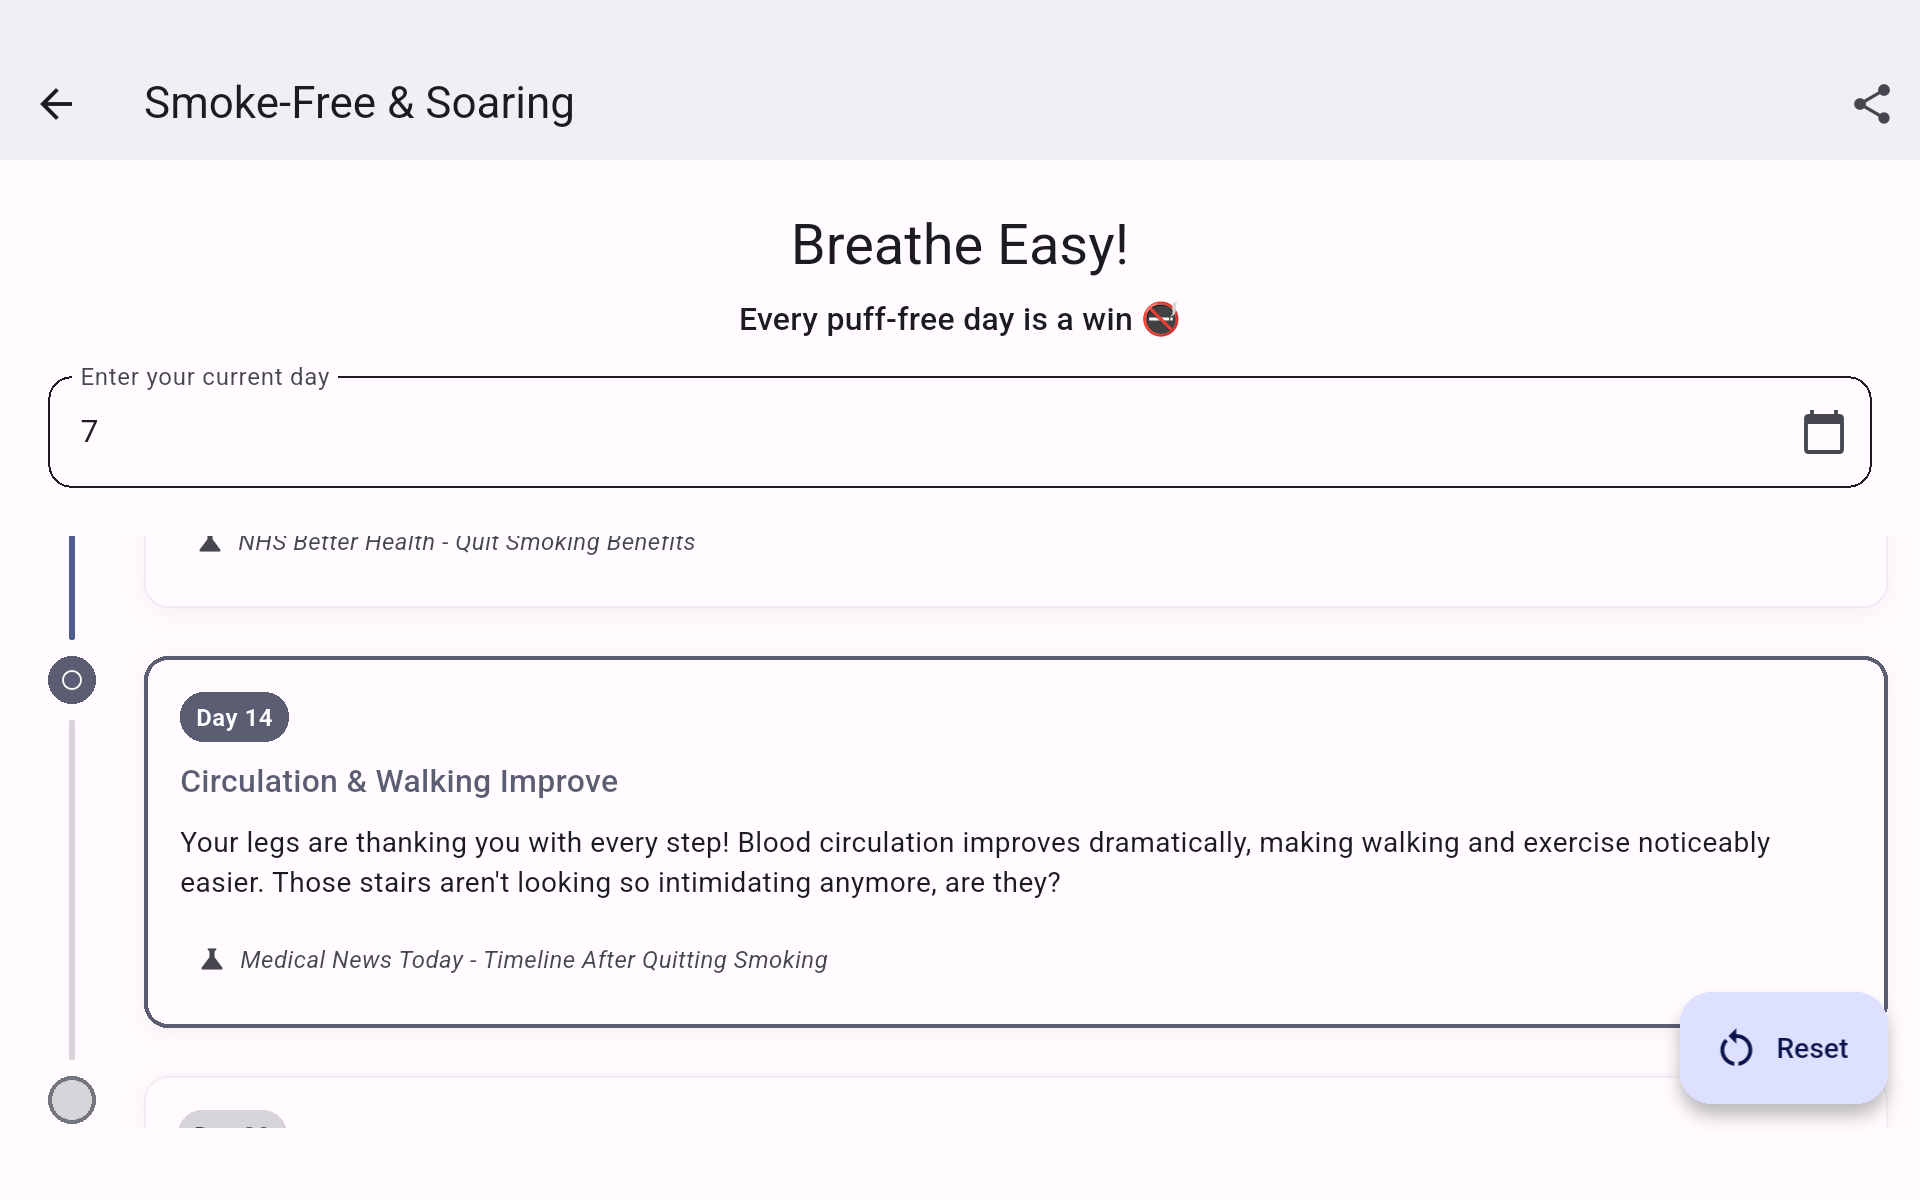 Smoke-Free & Soaring
Breathe Easy!
Every puff-free day is a win
Enter your current day
7
NHS Better Health - Quit Smoking Benefits
Day 14
Circulation & Walking Improve
Your legs are thanking you with every step! Blood circulation improves dramatically, making walking and exercise noticeably
easier. Those stairs aren't looking so intimidating anymore, are they?
Medical News Today - Timeline After Quitting Smoking
Reset